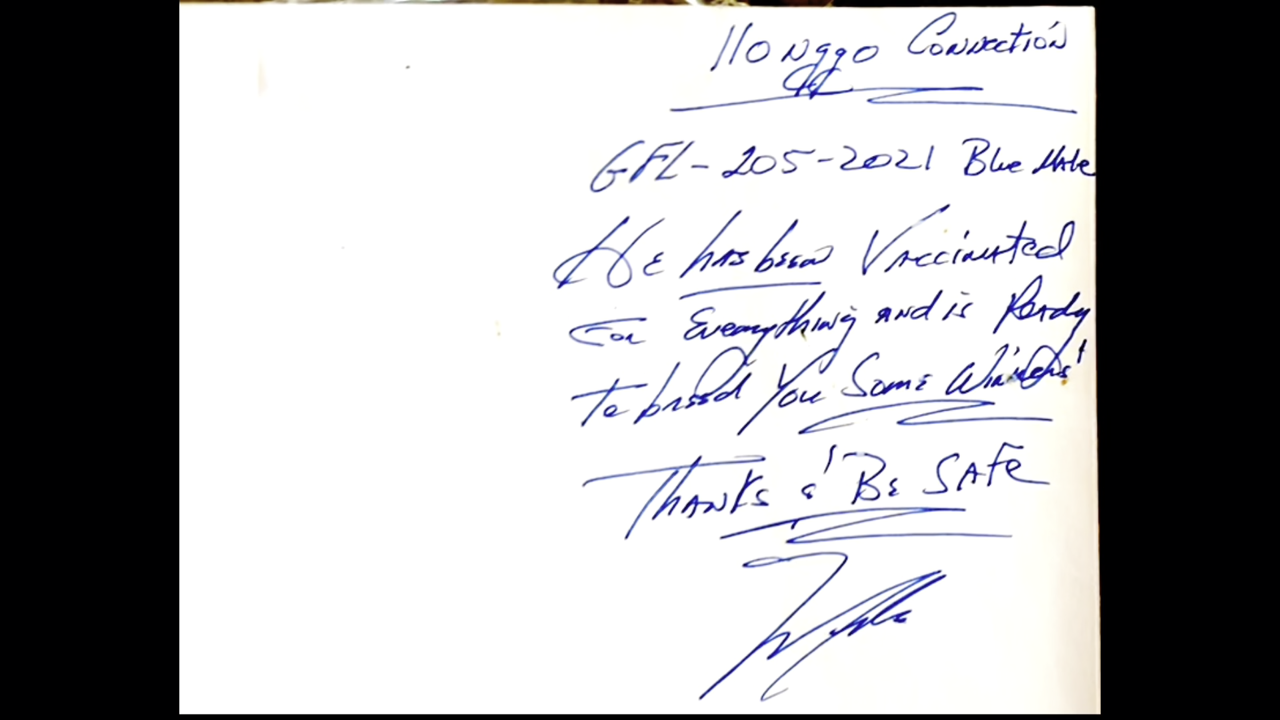 Honggo Connection
GFL-205-2021 Blue Male
He has been Vaccinated
For Everything and is Ready
To breed You Some Winners!
THANKS & Be SAFe